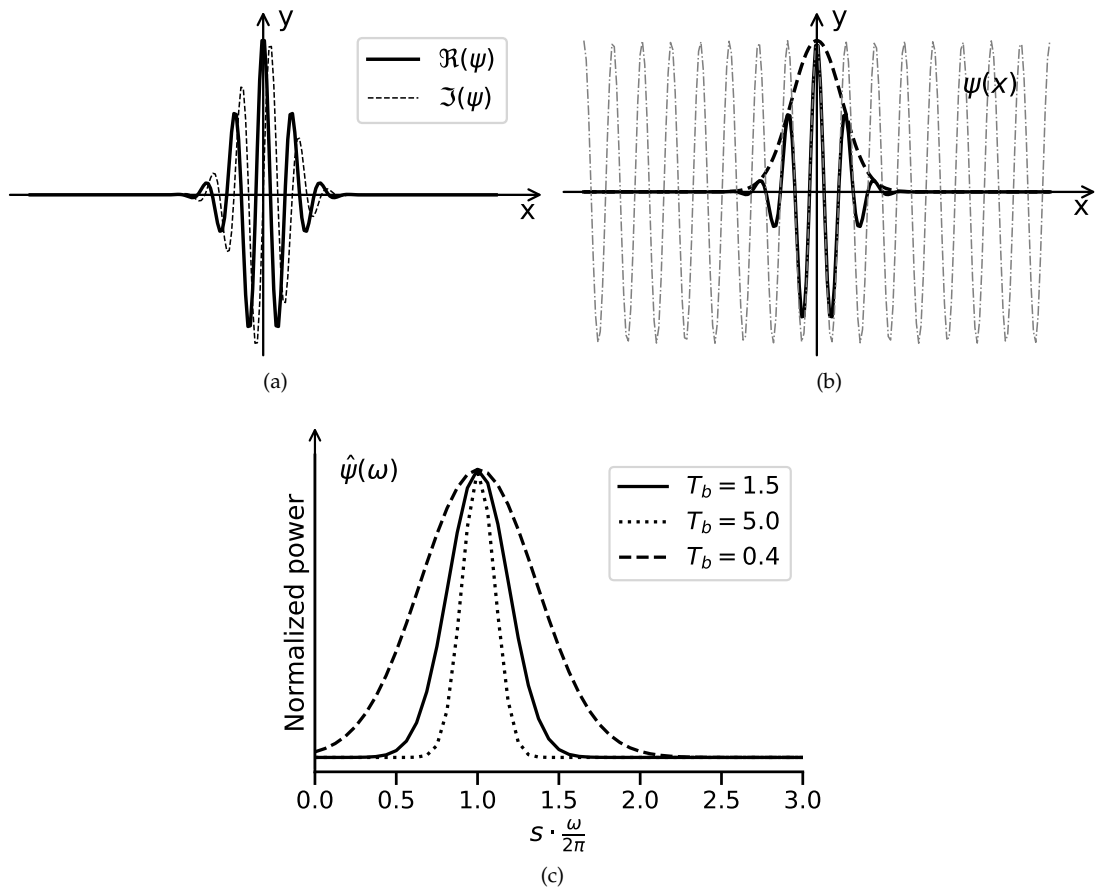 y
ℜ(ψ)
ℑ(ψ)
x
(a)
y
ψ(x)
x
(b)
ψ̂(ω)
Normalized power
T_b = 1.5
T_b = 5.0
T_b = 0.4
0.0 0.5 1.0 1.5 2.0 2.5 3.0
s · ω/2π
(c)